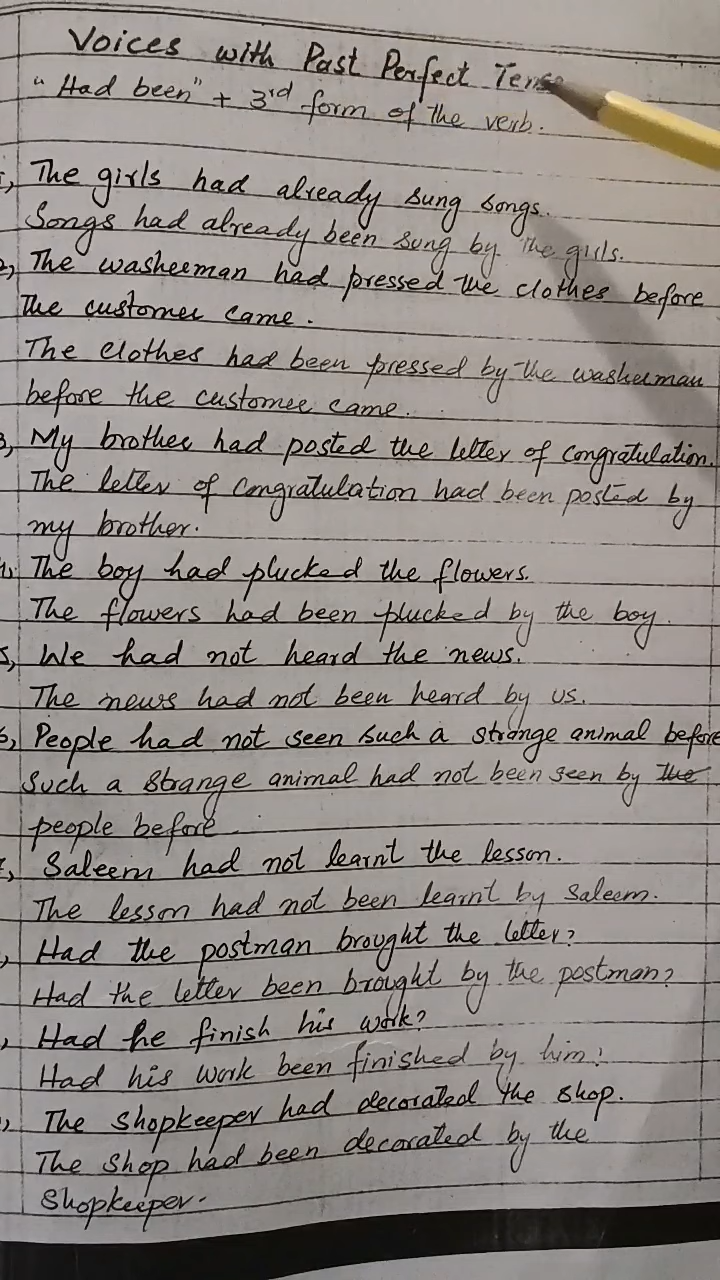 Voices with Past Perfect Tense
"Had been" + 3rd form of the verb.
1, The girls had already sung songs.
Songs had already been sung by the girls.
2, The washerman had pressed the clothes before
the customer came.
The clothes had been pressed by the washerman
before the customer came.
3, My brother had posted the letter of congratulation.
The letter of congratulation had been posted by
my brother.
4, The boy had plucked the flowers.
The flowers had been plucked by the boy.
5, We had not heard the news.
The news had not been heard by us.
6, People had not seen such a strange animal before
Such a strange animal had not been seen by the
people before.
7, Saleem had not learnt the lesson.
The lesson had not been learnt by Saleem.
, Had the postman brought the letter?
Had the letter been brought by the postman?
, Had he finish his work?
Had his work been finished by him?
, The shopkeeper had decorated the shop.
The shop had been decorated by the
shopkeeper.